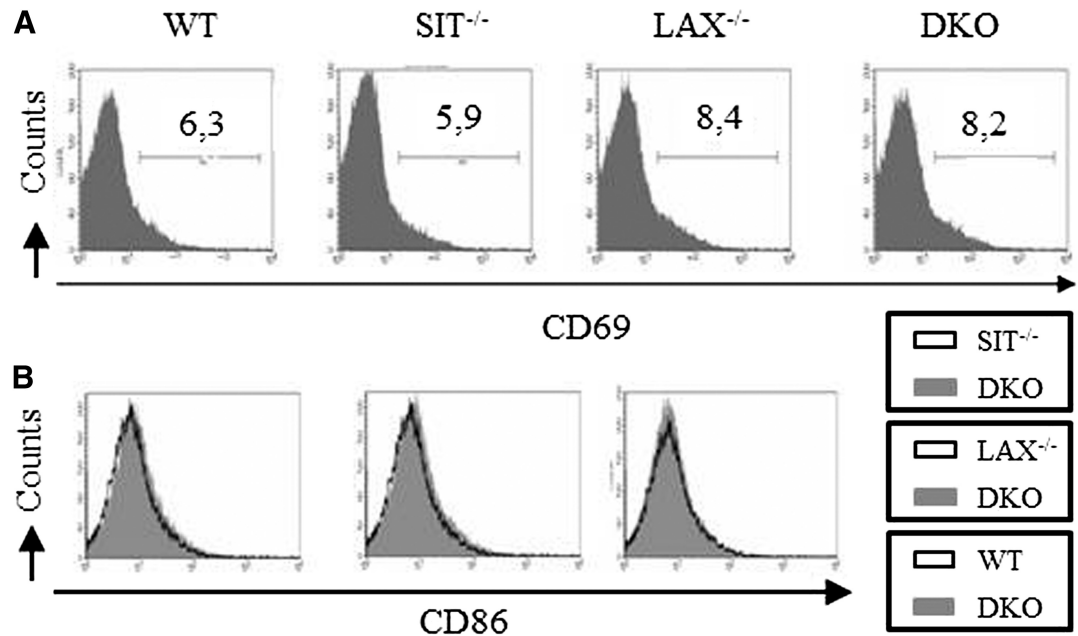 A
WT SIT-/- LAX-/- DKO
Counts
6,3 5,9 8,4 8,2
CD69
B
Counts
CD86
SIT-/-
DKO
LAX-/-
DKO
WT
DKO